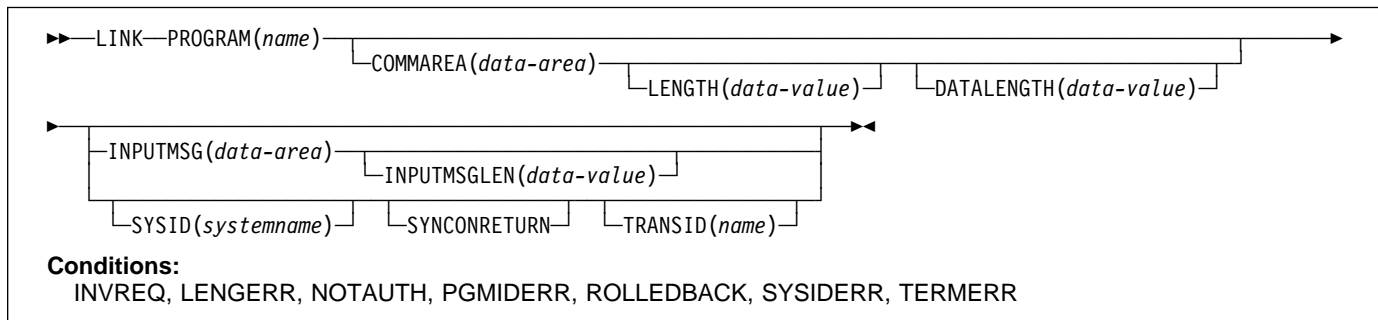 LINK PROGRAM(name)
COMMAREA(data-area)
LENGTH(data-value) DATALENGTH(data-value)
INPUTMSG(data-area)
INPUTMSGLEN(data-value)
SYSID(systemname) SYNCONRETURN TRANSID(name)
Conditions:
INVREQ, LENGERR, NOTAUTH, PGMIDERR, ROLLEDBACK, SYSIDERR, TERMERR